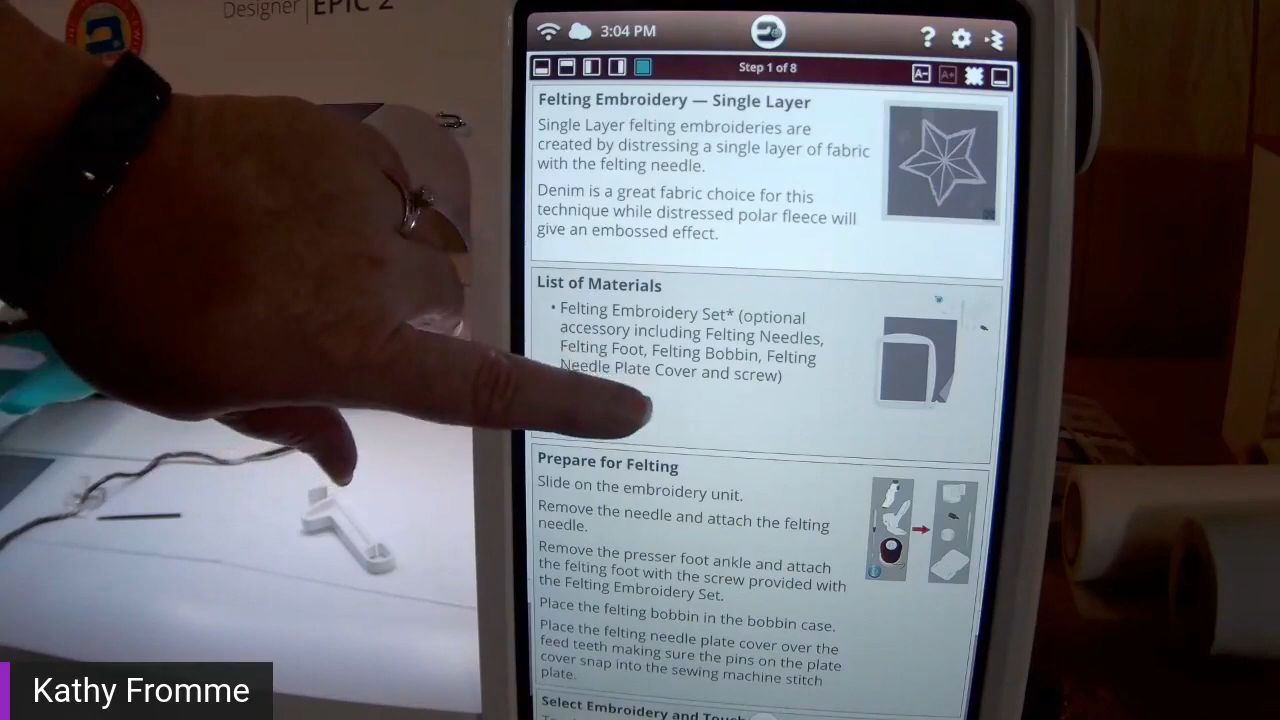 Designer EPIC 2
3:04 PM
?
Step 1 of 8
A- A+
Felting Embroidery — Single Layer
Single Layer felting embroideries are
created by distressing a single layer of fabric
with the felting needle.
Denim is a great fabric choice for this
technique while distressed polar fleece will
give an embossed effect.
List of Materials
• Felting Embroidery Set* (optional
accessory including Felting Needles,
Felting Foot, Felting Bobbin, Felting
Needle Plate Cover and screw)
Prepare for Felting
Slide on the embroidery unit.
Remove the needle and attach the felting
needle.
Remove the presser foot ankle and attach
the felting foot with the screw provided with
the Felting Embroidery Set.
Place the felting bobbin in the bobbin case.
Place the felting needle plate cover over the
feed teeth making sure the pins on the plate
cover snap into the sewing machine stitch
plate.
Select Embroidery and
Kathy Fromme